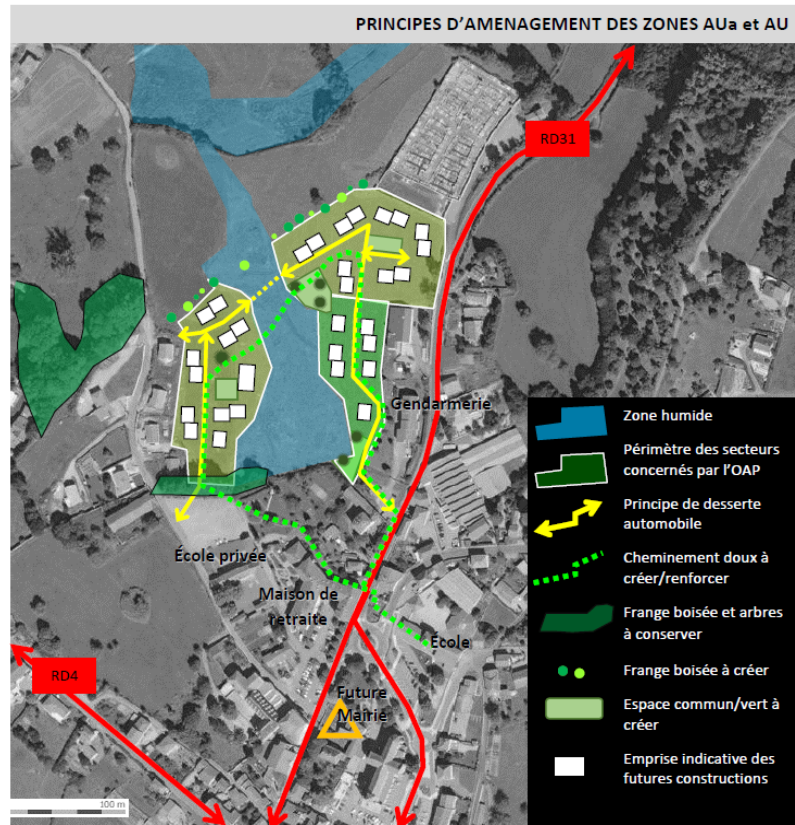 PRINCIPES D’AMENAGEMENT DES ZONES AUa et AU
RD31
Gendarmerie
École privée
Maison de
retraite
École
RD4
Future
Mairie
100 m
Zone humide
Périmètre des secteurs
concernés par l’OAP
Principe de desserte
automobile
Cheminement doux à
créer/renforcer
Frange boisée et arbres
à conserver
Frange boisée à créer
Espace commun/vert à
créer
Emprise indicative des
futures constructions